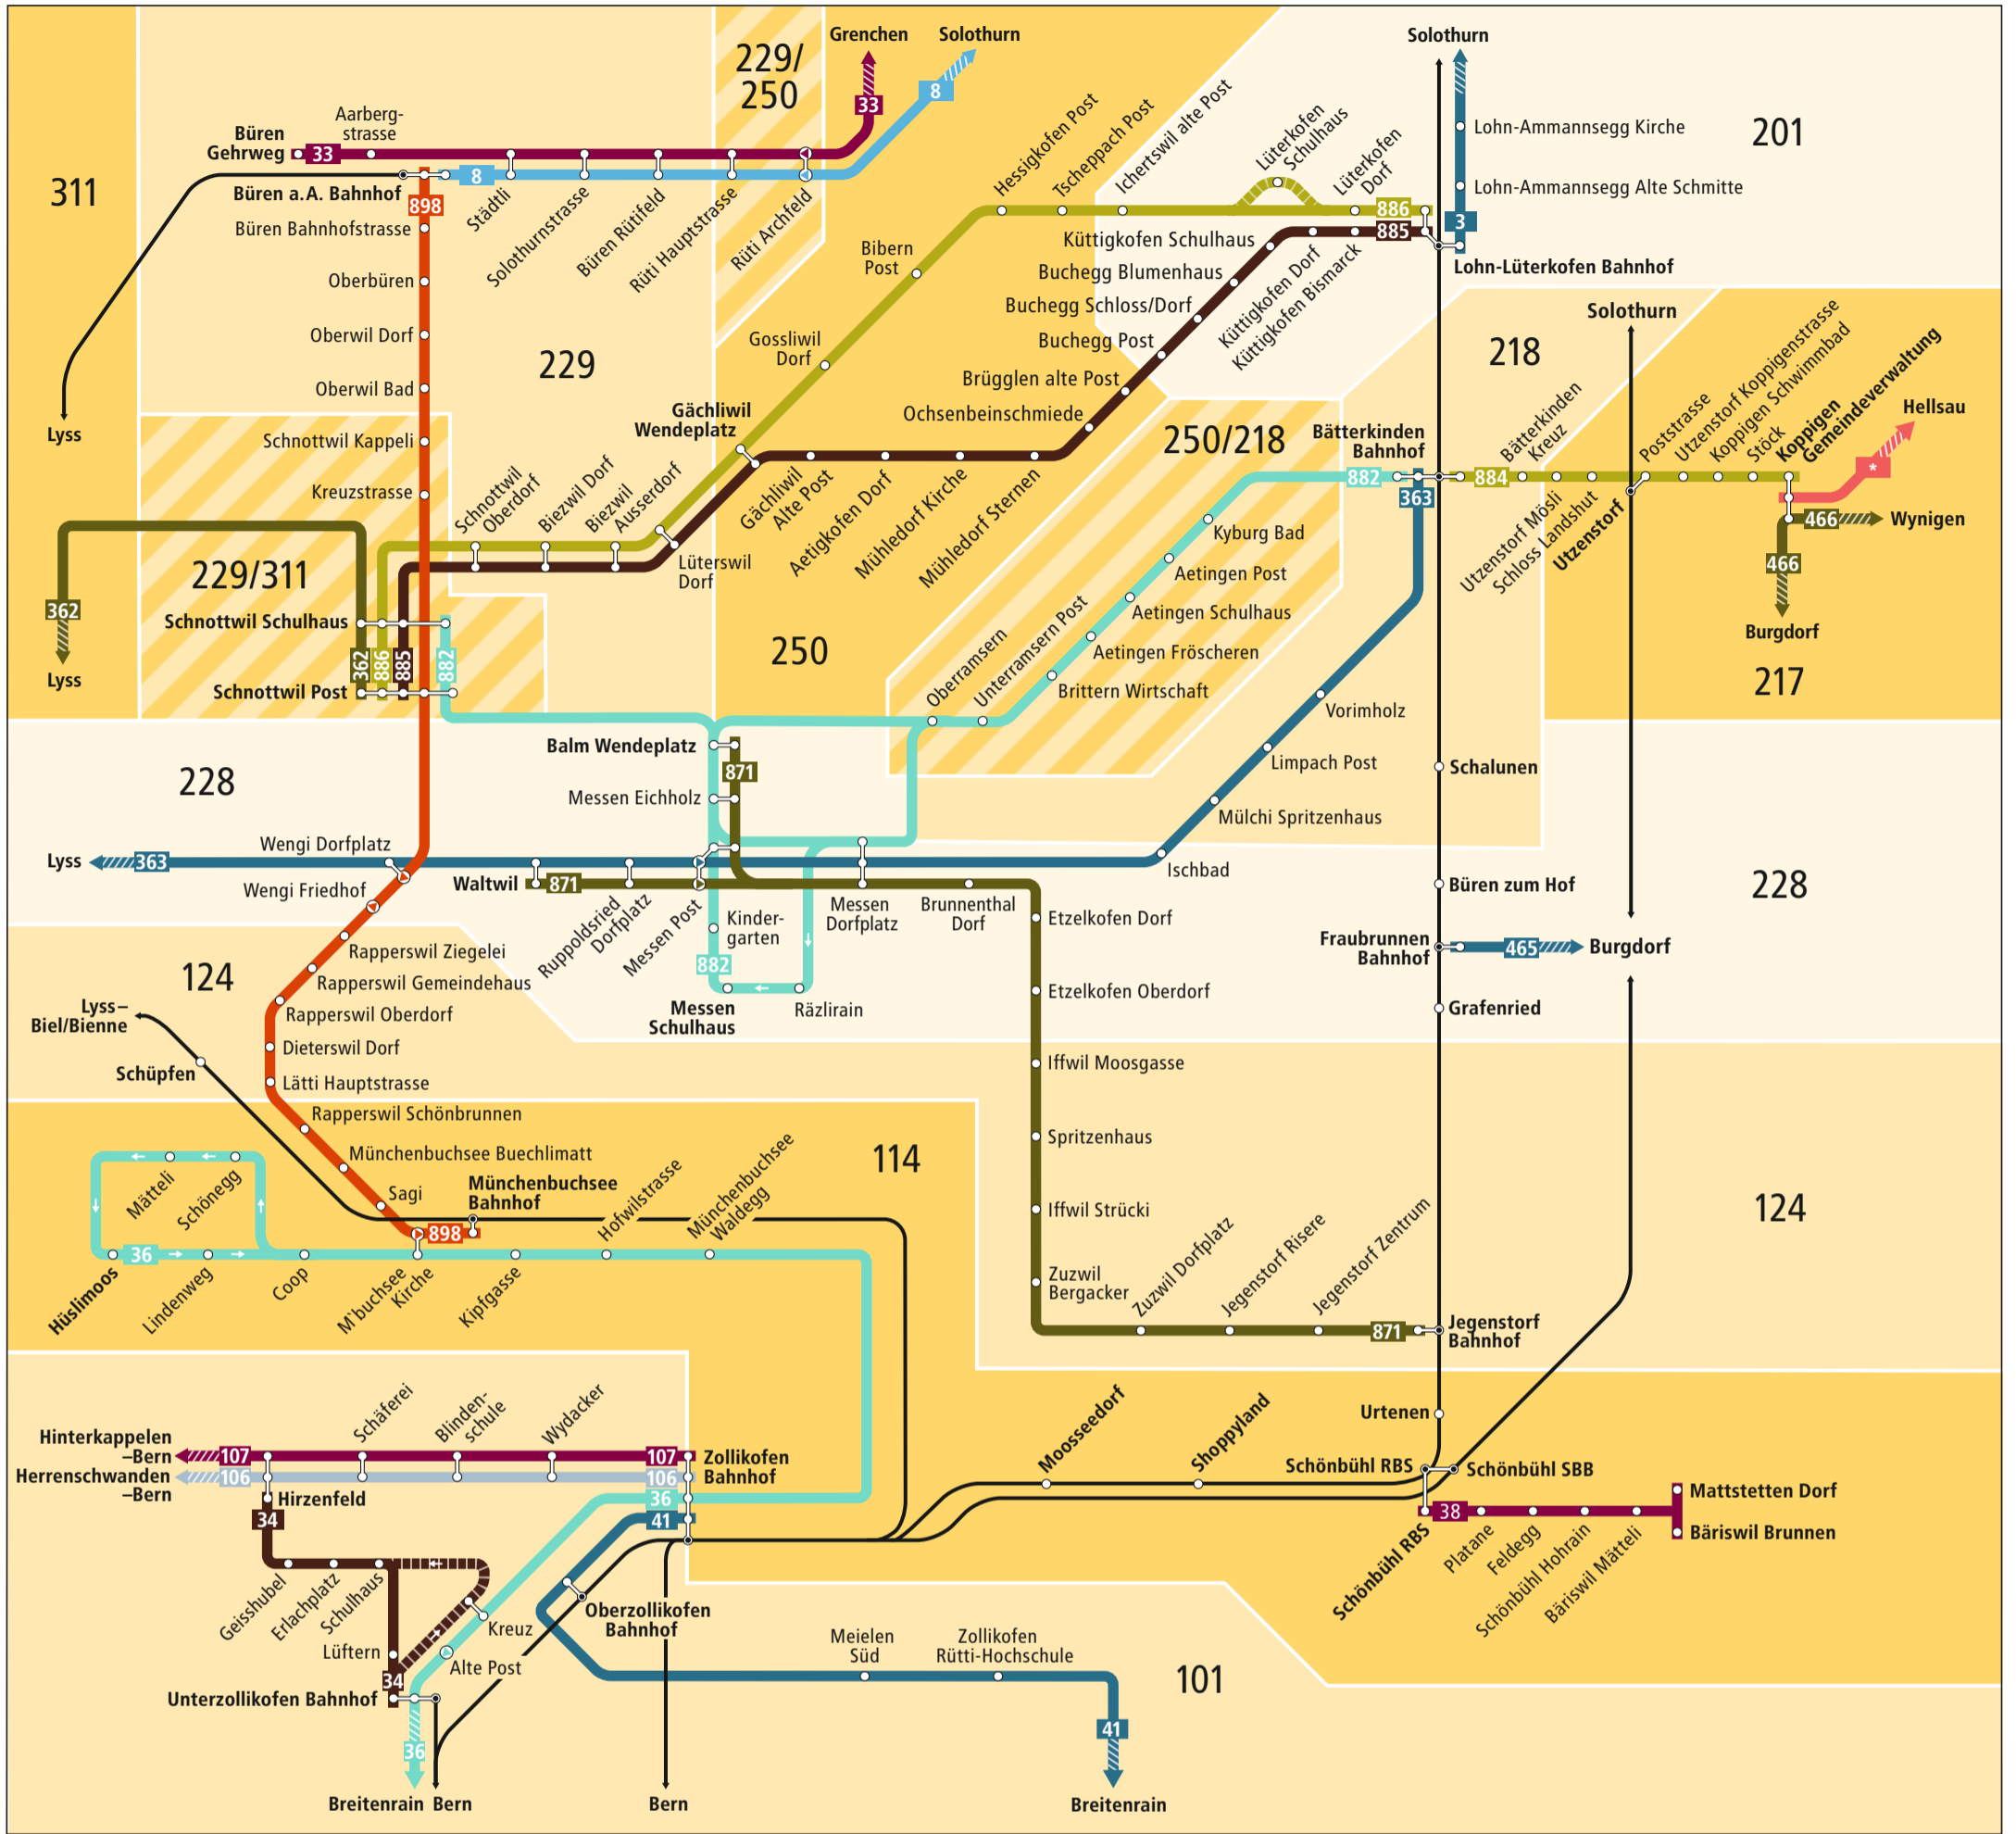 229/
250
Grenchen
Solothurn
Solothurn
8
33
Aarberg-
strasse
Büren
Gehrweg
33
311
Büren a.A. Bahnhof
8
898
Städtli
Solothurnstrasse
Büren Rütifeld
Rüti Hauptstrasse
Rüti Archfeld
Büren Bahnhofstrasse
Oberbüren
Oberwil Dorf
Oberwil Bad
Schnottwil Kappeli
Kreuzstrasse
229
Lyss
Hessigkofen Post
Tscheppach Post
Ichertswil alte Post
Lüterkofen
Schulhaus
Lüterkofen
Dorf
886
885
3
Lohn-Ammannsegg Kirche
201
Lohn-Ammannsegg Alte Schmitte
Lohn-Lüterkofen Bahnhof
Bibern
Post
Gossliwil
Dorf
Gächliwil
Wendeplatz
Küttigkofen Schulhaus
Buchegg Blumenhaus
Buchegg Schloss/Dorf
Buchegg Post
Brügglen alte Post
Ochsenbeinschmiede
Küttigkofen Dorf
Küttigkofen Bismarck
Solothurn
218
250/218
Bätterkinden
Bahnhof
882
363
884
Bätterkinden
Kreuz
Utzenstorf Mösli
Schloss Landshut
Utzenstorf
Poststrasse
Utzenstorf Koppigenstrasse
Koppigen Schwimmbad
Stöck
Koppigen
Gemeindeverwaltung
Hellsau
*
466
Wynigen
466
Burgdorf
217
Schnottwil
Oberdorf
Biezwil Dorf
Biezwil
Ausserdorf
Lüterswil
Dorf
Gächliwil
Alte Post
Aetigkofen Dorf
Mühledorf Kirche
Mühledorf Sternen
250
229/311
362
Lyss
Schnottwil Schulhaus
362
886
885
882
Schnottwil Post
Kyburg Bad
Aetingen Post
Aetingen Schulhaus
Aetingen Fröscheren
Brittern Wirtschaft
Unterramsern Post
Oberramsern
Vorimholz
Limpach Post
Mülchi Spritzenhaus
Ischbad
Schalunen
228
Balm Wendeplatz
871
Messen Eichholz
Wengi Dorfplatz
Lyss
363
Wengi Friedhof
Waltwil
871
Ruppoldsried
Dorfplatz
Messen Post
Kinder-
garten
882
Messen
Schulhaus
Räzlirain
Messen
Dorfplatz
Brunnenthal
Dorf
Büren zum Hof
228
Fraubrunnen
Bahnhof
465
Burgdorf
Grafenried
Etzelkofen Dorf
Etzelkofen Oberdorf
Iffwil Moosgasse
Spritzenhaus
Iffwil Strücki
Zuzwil
Bergacker
Zuzwil Dorfplatz
Jegenstorf Risere
Jegenstorf Zentrum
871
Jegenstorf
Bahnhof
124
124
Rapperswil Ziegelei
Rapperswil Gemeindehaus
Rapperswil Oberdorf
Dieterswil Dorf
Lätti Hauptstrasse
Rapperswil Schönbrunnen
Münchenbuchsee Buechlimatt
Sagi
Lyss–
Biel/Bienne
Schüpfen
114
Münchenbuchsee
Bahnhof
898
Mätteli
Schönegg
36
Hüslimoos
Lindenweg
Coop
M'buchsee
Kirche
Kipfgasse
Hofwilstrasse
Münchenbuchsee
Waldegg
Hinterkappelen
–Bern
107
Herrenschwanden
–Bern
106
Schäferei
Blinden-
schule
Wydacker
107
106
36
41
Zollikofen
Bahnhof
Hirzenfeld
34
Geisshubel
Erlachplatz
Schulhaus
Lüftern
34
Unterzollikofen Bahnhof
Kreuz
Alte Post
36
Breitenrain
Bern
Oberzollikofen
Bahnhof
Bern
Meielen
Süd
Zollikofen
Rütti-Hochschule
41
Breitenrain
101
Moosseedorf
Shoppyland
Urtenen
Schönbühl RBS
Schönbühl SBB
38
Schönbühl RBS
Platane
Feldegg
Schönbühl Hohrain
Bäriswil Mätteli
Mattstetten Dorf
Bäriswil Brunnen